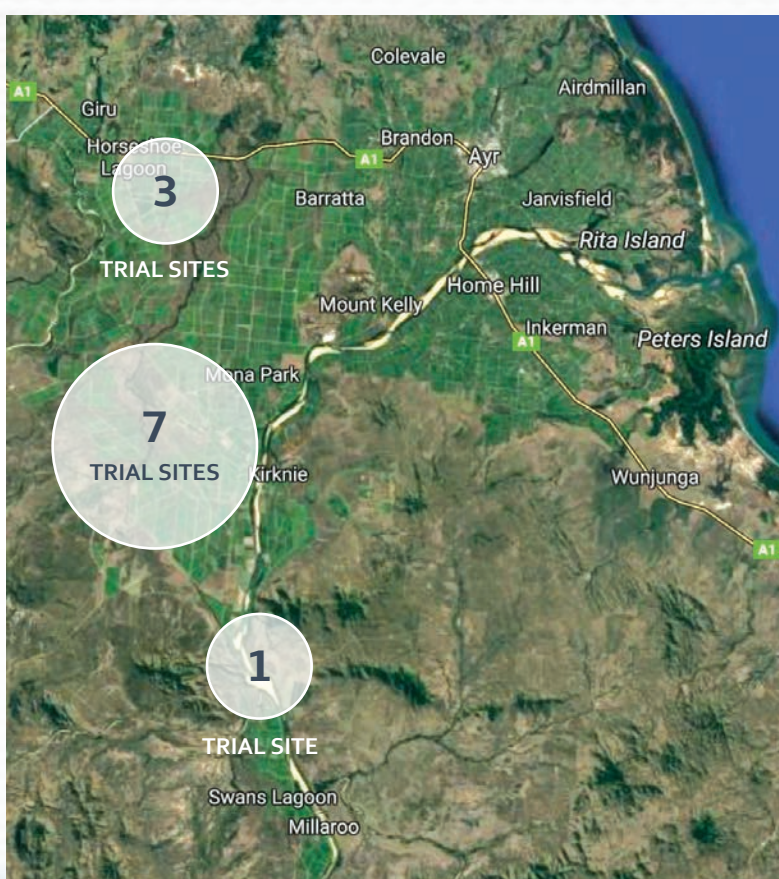 Colevale
Airdmillan
A1
Giru
Horseshoe
Lagoon
Brandon
A1
Ayr
3
TRIAL SITES
Barratta
Jarvisfield
Rita Island
Home Hill
Mount Kelly
Inkerman
A1
Peters Island
Mona Park
7
TRIAL SITES
Kirknie
Wunjunga
A1
1
TRIAL SITE
Swans Lagoon
Millaroo